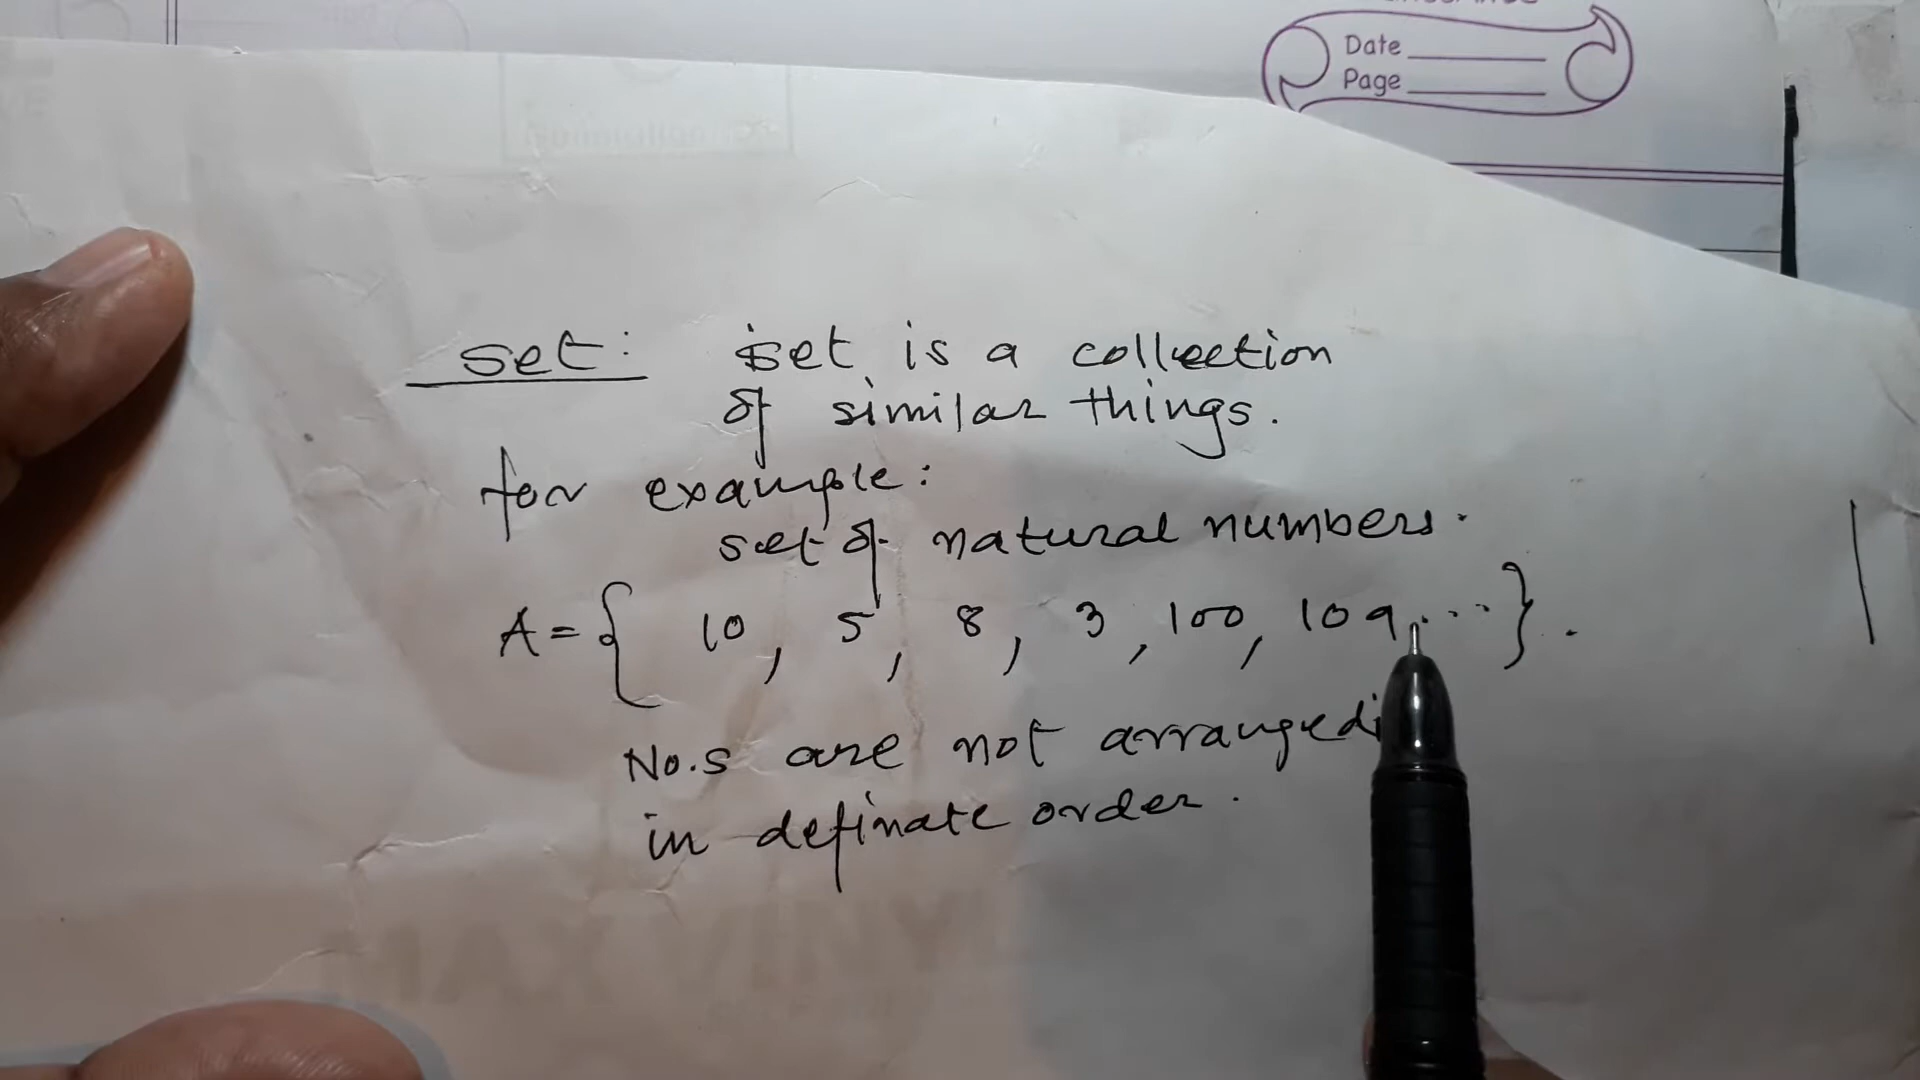 Date
Page
set: set is a collection
of similar things.
for example:
set of natural numbers.
A = { 10, 5, 8, 3, 100, 109, ... }.
No.s are not arranged
in definate order.